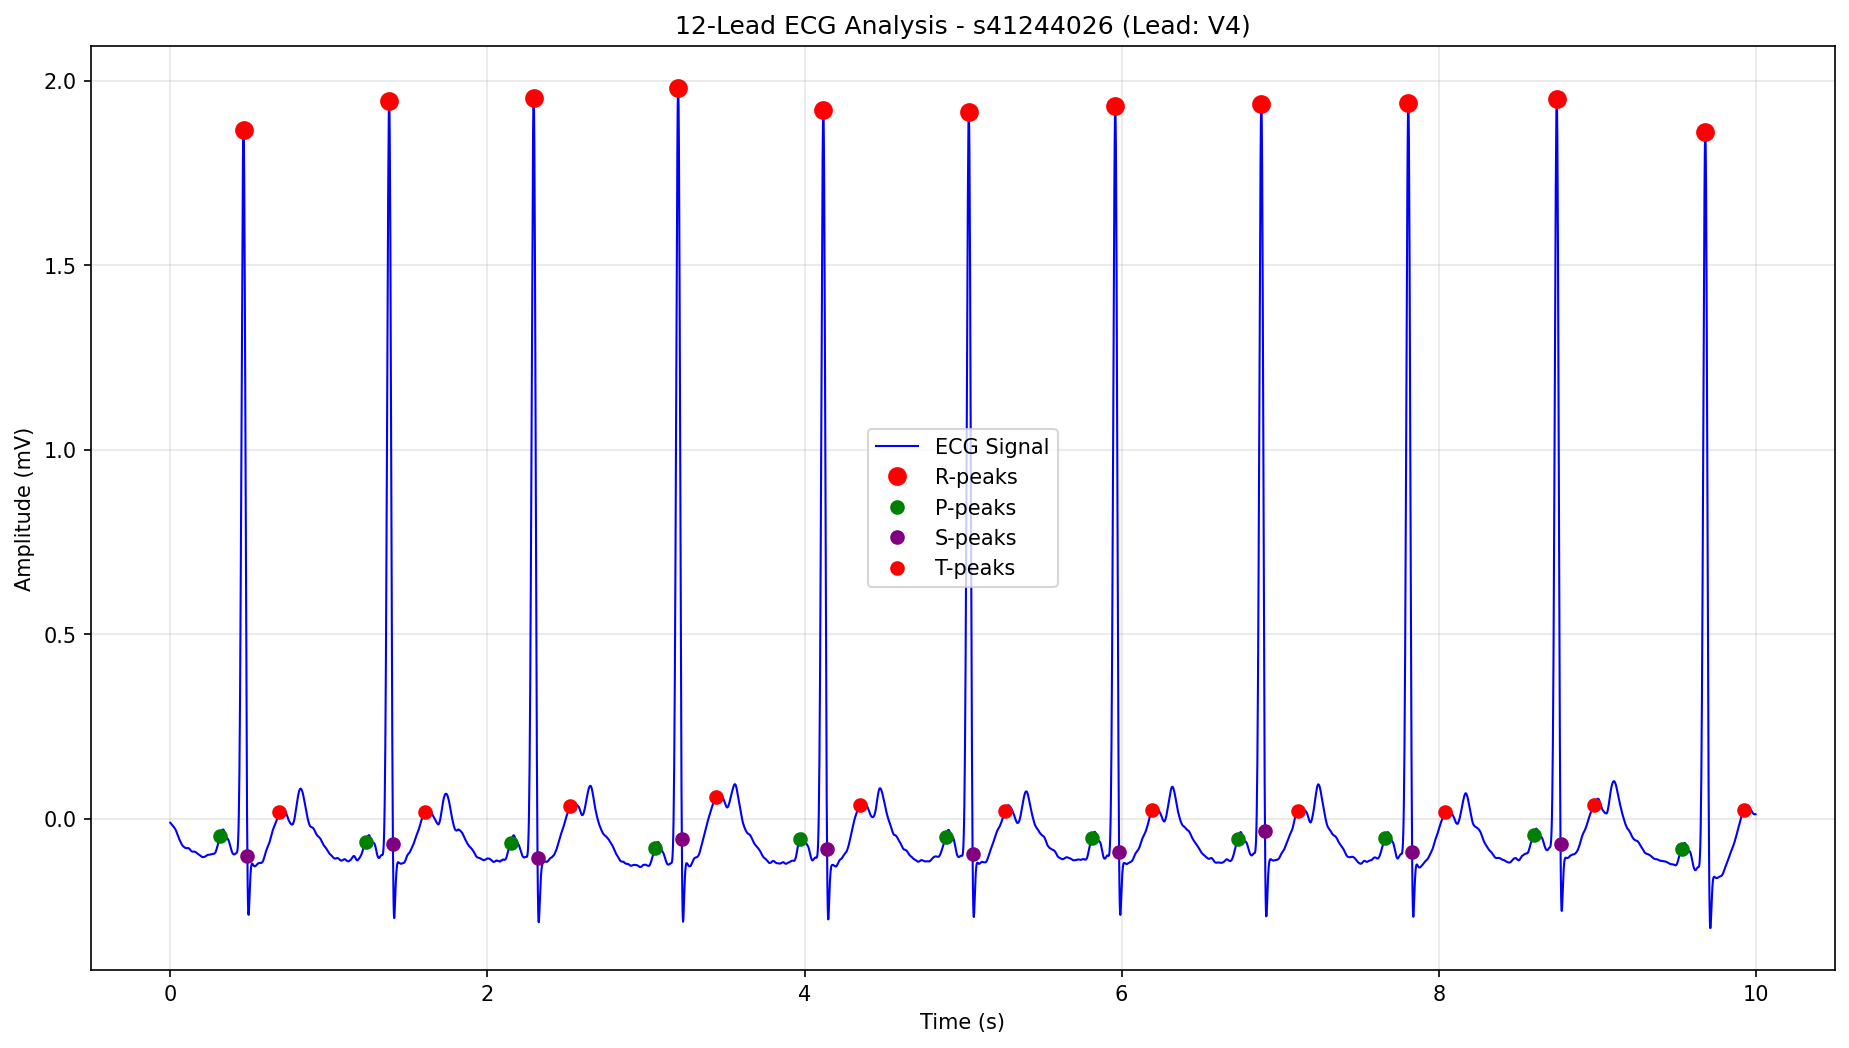 12-Lead ECG Analysis - s41244026 (Lead: V4)
Amplitude (mV)
2.0
1.5
1.0
0.5
0.0
ECG Signal
R-peaks
P-peaks
S-peaks
T-peaks
0
2
4
6
8
10
Time (s)